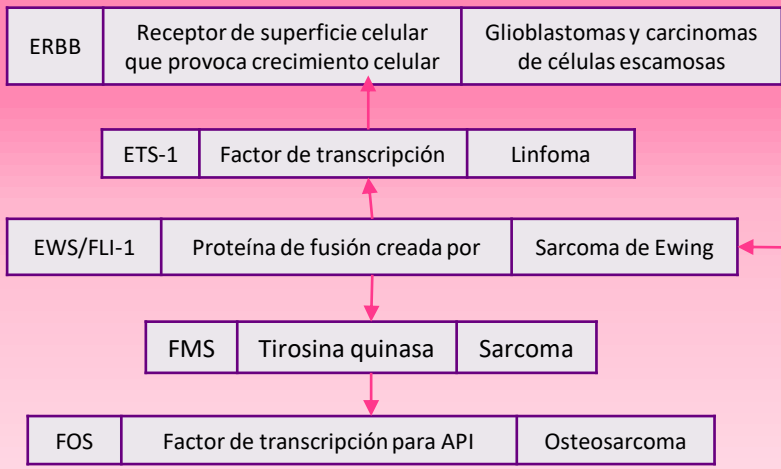 ERBB
Receptor de superficie celular
que provoca crecimiento celular
Glioblastomas y carcinomas
de células escamosas
ETS-1
Factor de transcripción
Linfoma
EWS/FLI-1
Proteína de fusión creada por
Sarcoma de Ewing
FMS
Tirosina quinasa
Sarcoma
FOS
Factor de transcripción para API
Osteosarcoma